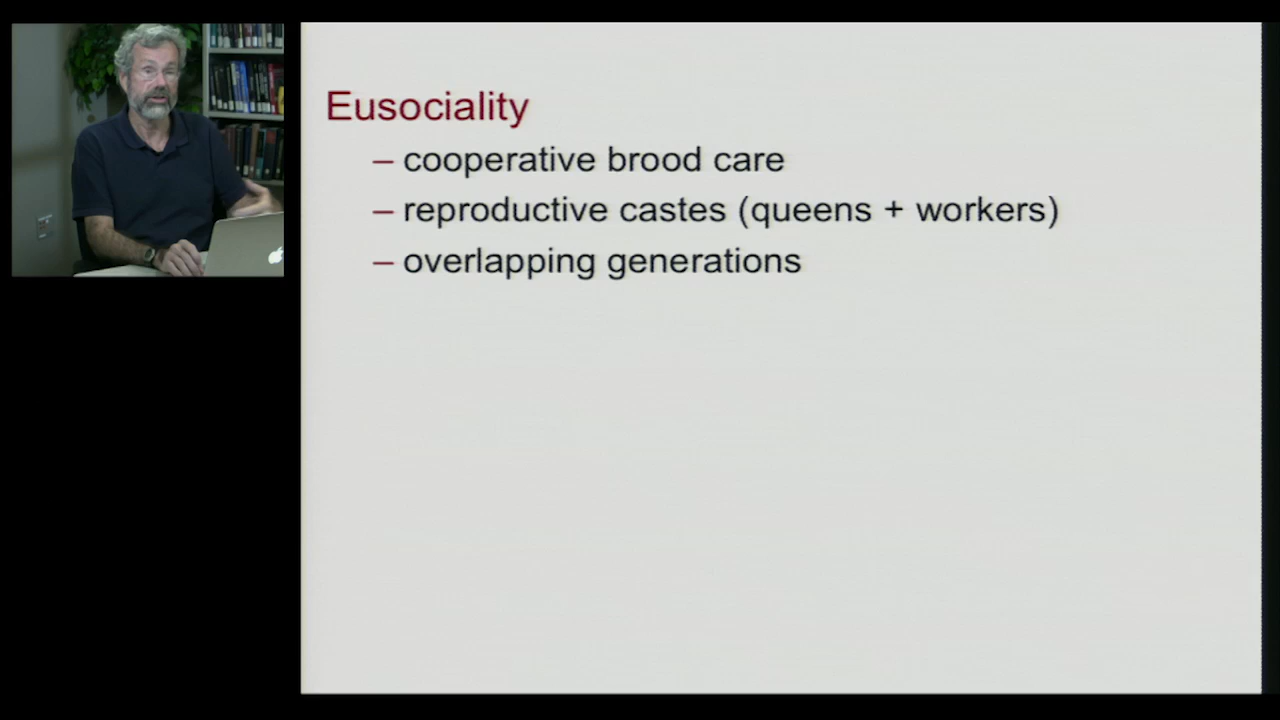 Eusociality
– cooperative brood care
– reproductive castes (queens + workers)
– overlapping generations